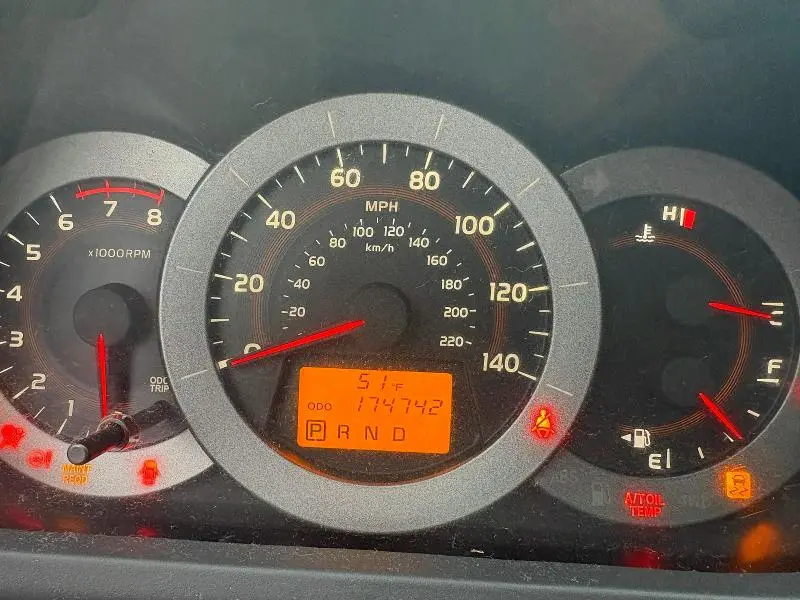 1
2
3
4
5
6
7
8
x1000RPM
ODO
TRIP
MAINT
REQD
0
20
40
60
80
100
120
140
MPH
20
40
60
80
100
120
140
160
180
200
220
km/h
51°F
ODO 174742
P R N D
H
F
E
A/TOIL
TEMP